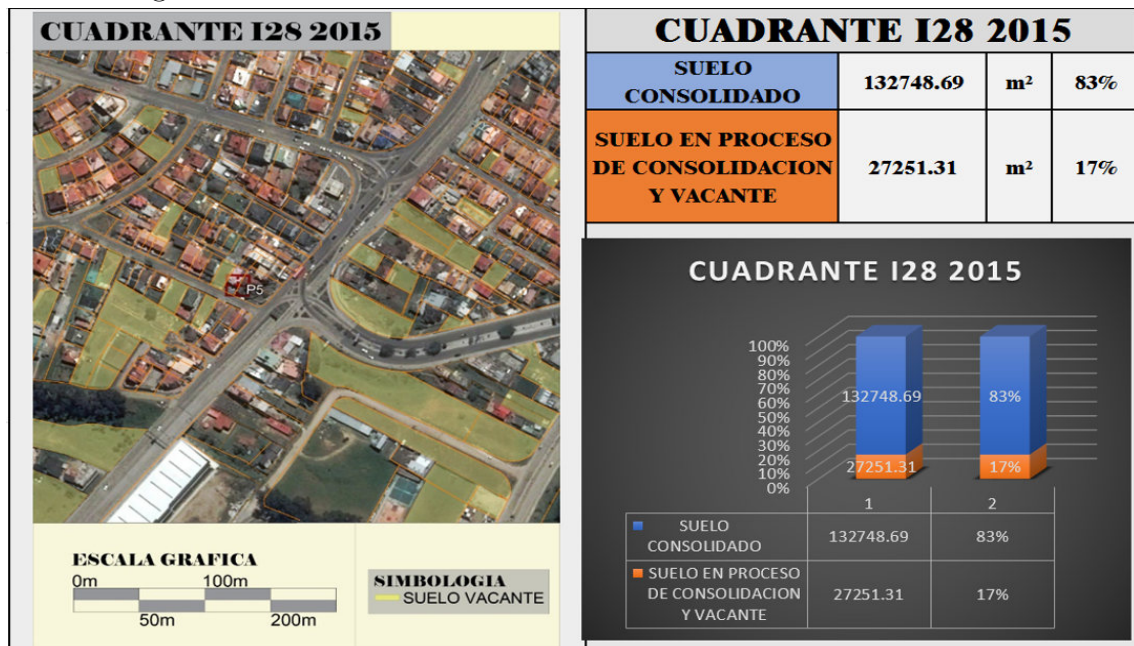 CUADRANTE I28 2015
P5
ESCALA GRAFICA
0m 100m
50m 200m
SIMBOLOGIA
SUELO VACANTE
CUADRANTE I28 2015
SUELO CONSOLIDADO 132748.69 m² 83%
SUELO EN PROCESO DE CONSOLIDACION Y VACANTE 27251.31 m² 17%
CUADRANTE I28 2015
100%
90%
80%
70%
60%
50%
40%
30%
20%
10%
0%
132748.69 83%
27251.31 17%
1 2
SUELO CONSOLIDADO 132748.69 83%
SUELO EN PROCESO DE CONSOLIDACION Y VACANTE 27251.31 17%